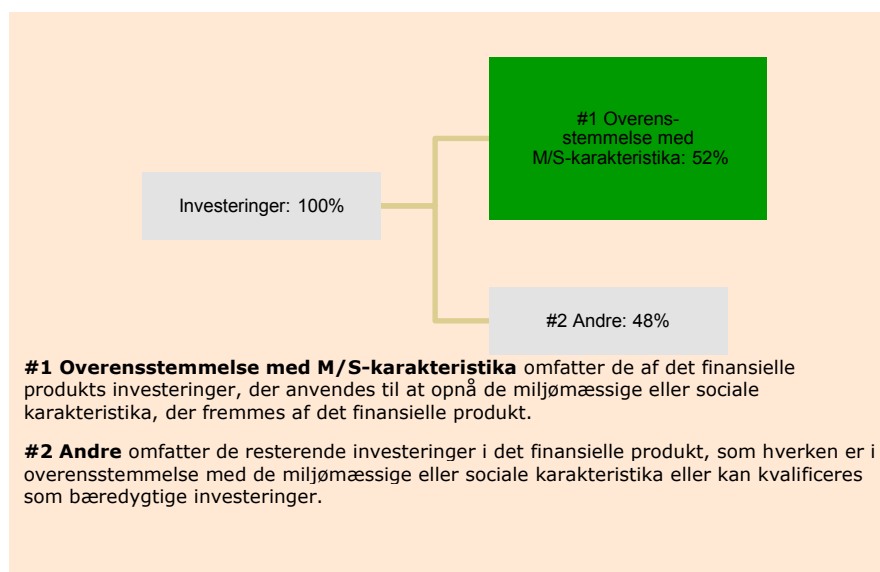 #1 Overens-
stemmelse med
M/S-karakteristika: 52%
Investeringer: 100%
#2 Andre: 48%
#1 Overensstemmelse med M/S-karakteristika omfatter de af det finansielle
produkts investeringer, der anvendes til at opnå de miljømæssige eller sociale
karakteristika, der fremmes af det finansielle produkt.
#2 Andre omfatter de resterende investeringer i det finansielle produkt, som hverken er i
overensstemmelse med de miljømæssige eller sociale karakteristika eller kan kvalificeres
som bæredygtige investeringer.